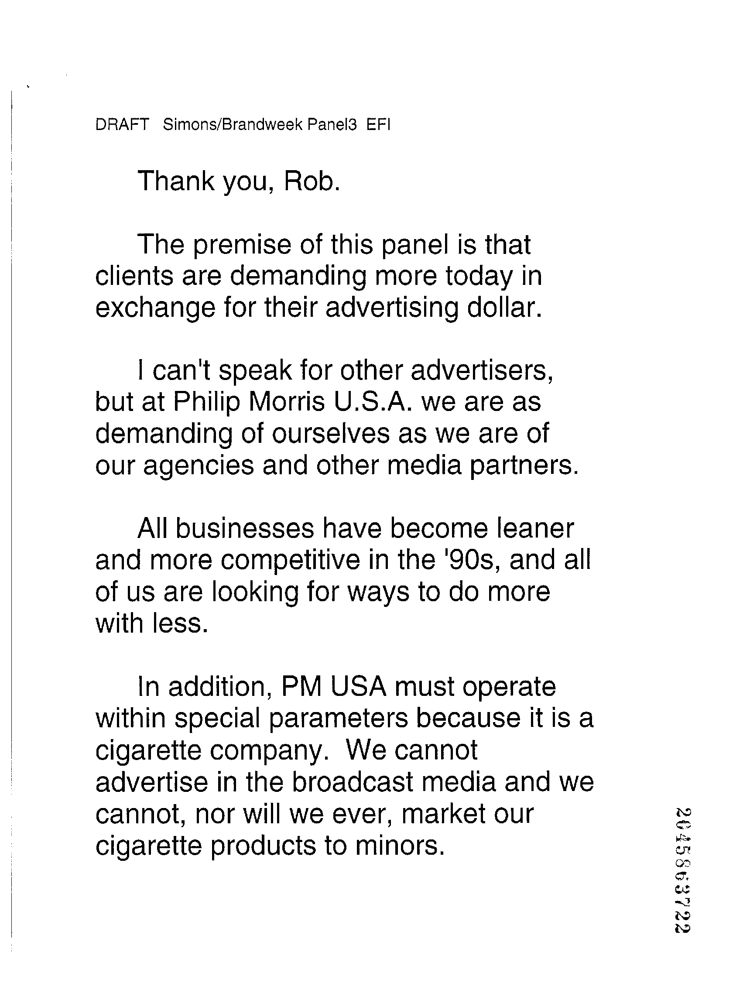 DRAFT Simons/Brandweek Panel3 EFI
Thank you, Rob.
The premise of this panel is that
clients are demanding more today in
exchange for their advertising dollar.
I can't speak for other advertisers,
but at Philip Morris U.S.A. we are as
demanding of ourselves as we are of
our agencies and other media partners.
All businesses have become leaner
and more competitive in the '90s, and all
of us are looking for ways to do more
with less.
In addition, PM USA must operate
within special parameters because it is a
cigarette company. We cannot
advertise in the broadcast media and we
cannot, nor will we ever, market our
cigarette products to minors.
2045863722